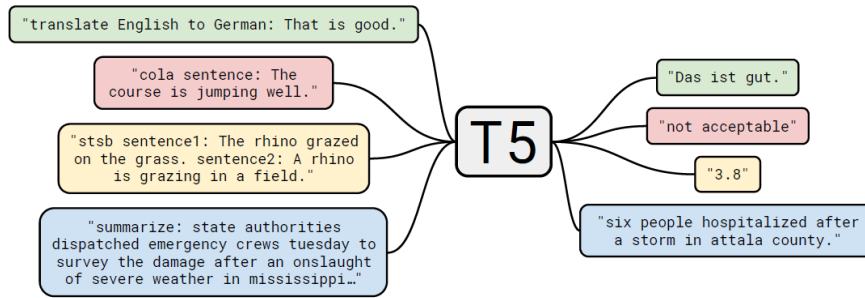 "translate English to German: That is good."
"cola sentence: The
course is jumping well."
"stsb sentence1: The rhino grazed
on the grass. sentence2: A rhino
is grazing in a field."
"summarize: state authorities
dispatched emergency crews tuesday to
survey the damage after an onslaught
of severe weather in mississippi…"
T5
"Das ist gut."
"not acceptable"
"3.8"
"six people hospitalized after
a storm in attala county."